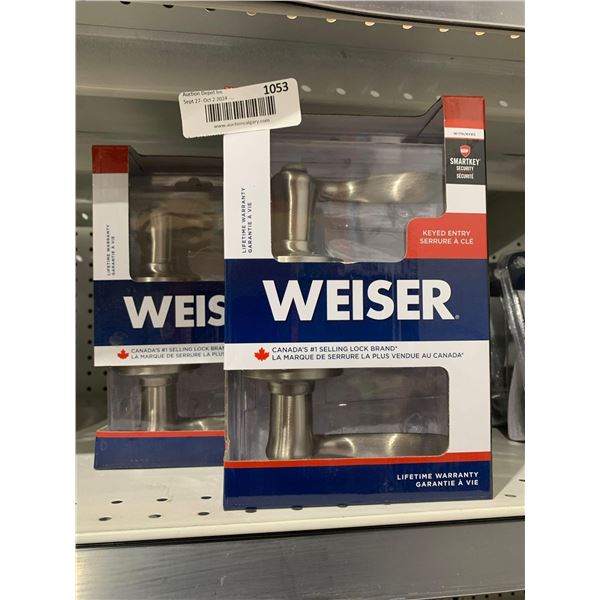 Auction Depot Inc
Sept 27- Oct 2 2024
1053
www.auctioncalgary.com
WITH/AVEC
SMARTKEY
SECURITY
SÉCURITÉ
LIFETIME WARRANTY
GARANTIE À VIE
KEYED ENTRY
SERRURE À CLÉ
WEISER®
CANADA'S #1 SELLING LOCK BRAND*
LA MARQUE DE SERRURE LA PLUS VENDUE AU CANADA*
LIFETIME WARRANTY
GARANTIE À VIE
LIFETIME WARRANTY
GARANTIE À VIE
WEIS
CANADA'S #1 SELLING LOCK BRAN
LA MARQUE DE SERRURE LA PLUS